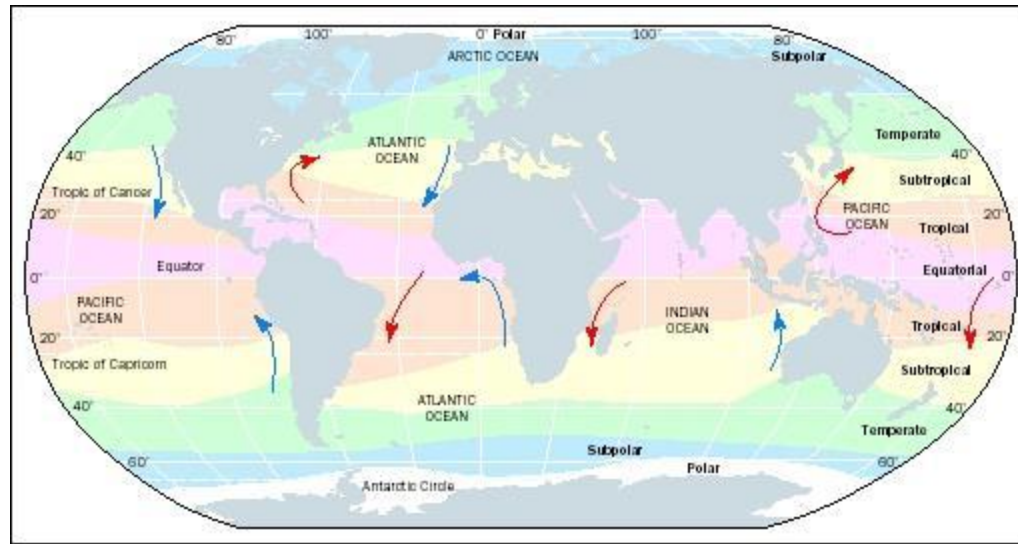 80° 100° 0° Polar 100° 80°
ARCTIC OCEAN Subpolar
ATLANTIC
OCEAN
Temperate
40° 40°
Tropic of Cancer Subtropical
20° PACIFIC
OCEAN 20°
Tropical
Equator Equatorial
0° 0°
PACIFIC
OCEAN
INDIAN
OCEAN
Tropical
20° 20°
Tropic of Capricorn Subtropical
40° ATLANTIC
OCEAN 40°
Temperate
60° Subpolar 60°
Polar
Antarctic Circle